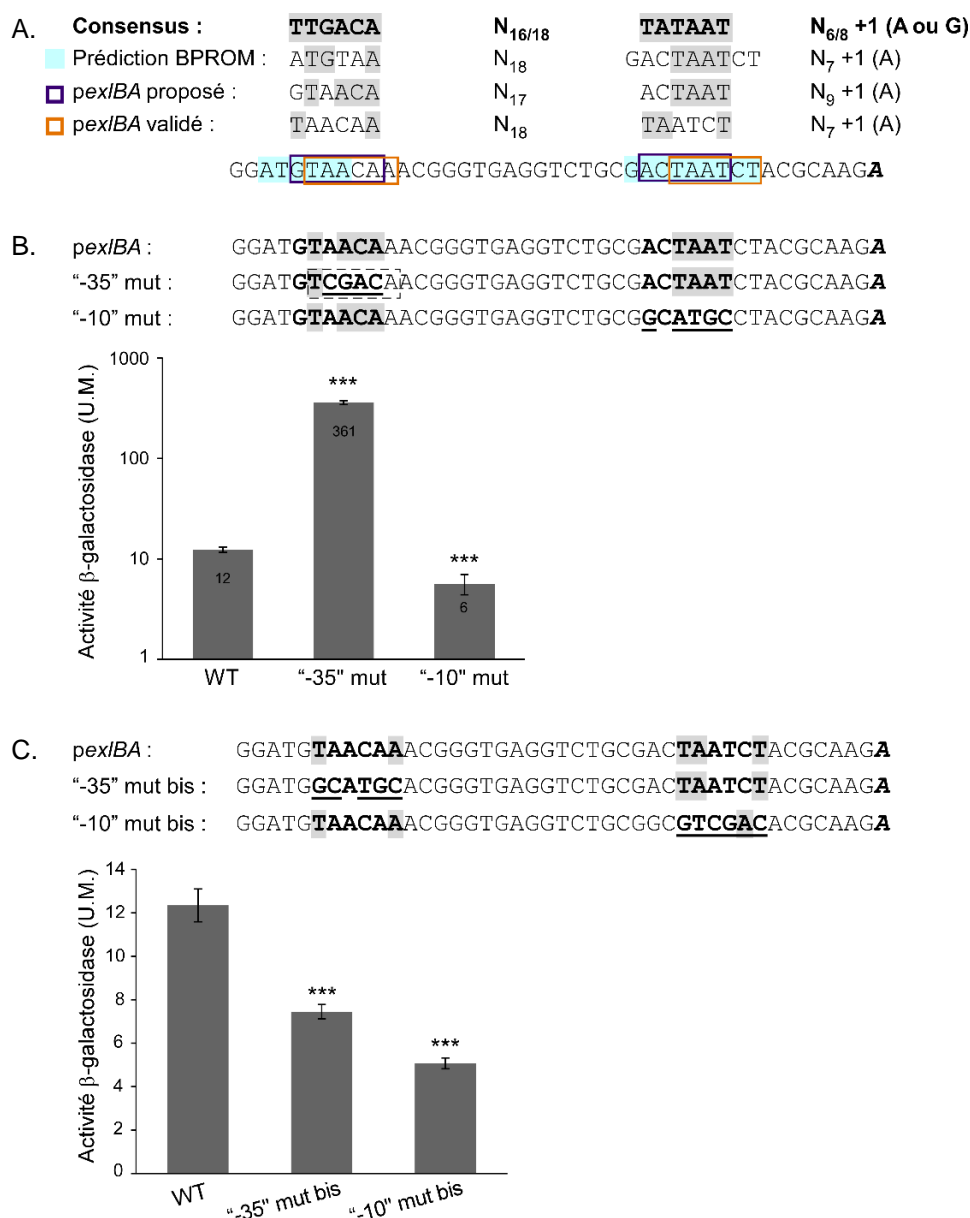 A.
Consensus : TTGACA N16/18 TATAAT N6/8 +1 (A ou G)
Prédiction BPROM : ATGTAA N18 GACTAATCT N7 +1 (A)
pexlBA proposé : GTAACA N17 ACTAAT N9 +1 (A)
pexlBA validé : TAACAA N18 TAATCT N7 +1 (A)
GGATGTAACAAACGGGTGAGGTCTGCGACTAATCTACGCAAGA
B.
pexlBA : GGATGTAACAAACGGGTGAGGTCTGCGACTAATCTACGCAAGA
“-35” mut : GGATGTCGACAACGGGTGAGGTCTGCGACTAATCTACGCAAGA
“-10” mut : GGATGTAACAAACGGGTGAGGTCTGCGGCATGCCTACGCAAGA
Activité β-galactosidase (U.M.)
1000
100
10
1
12
***
361
***
6
WT
“-35" mut
“-10" mut
C.
pexlBA : GGATGTAACAAACGGGTGAGGTCTGCGACTAATCTACGCAAGA
“-35” mut bis : GGATGGCATGCACGGGTGAGGTCTGCGACTAATCTACGCAAGA
“-10” mut bis : GGATGTAACAAACGGGTGAGGTCTGCGGCGTCGACACGCAAGA
Activité β-galactosidase (U.M.)
14
12
10
8
6
4
2
0
***
***
WT
“-35" mut bis
“-10" mut bis